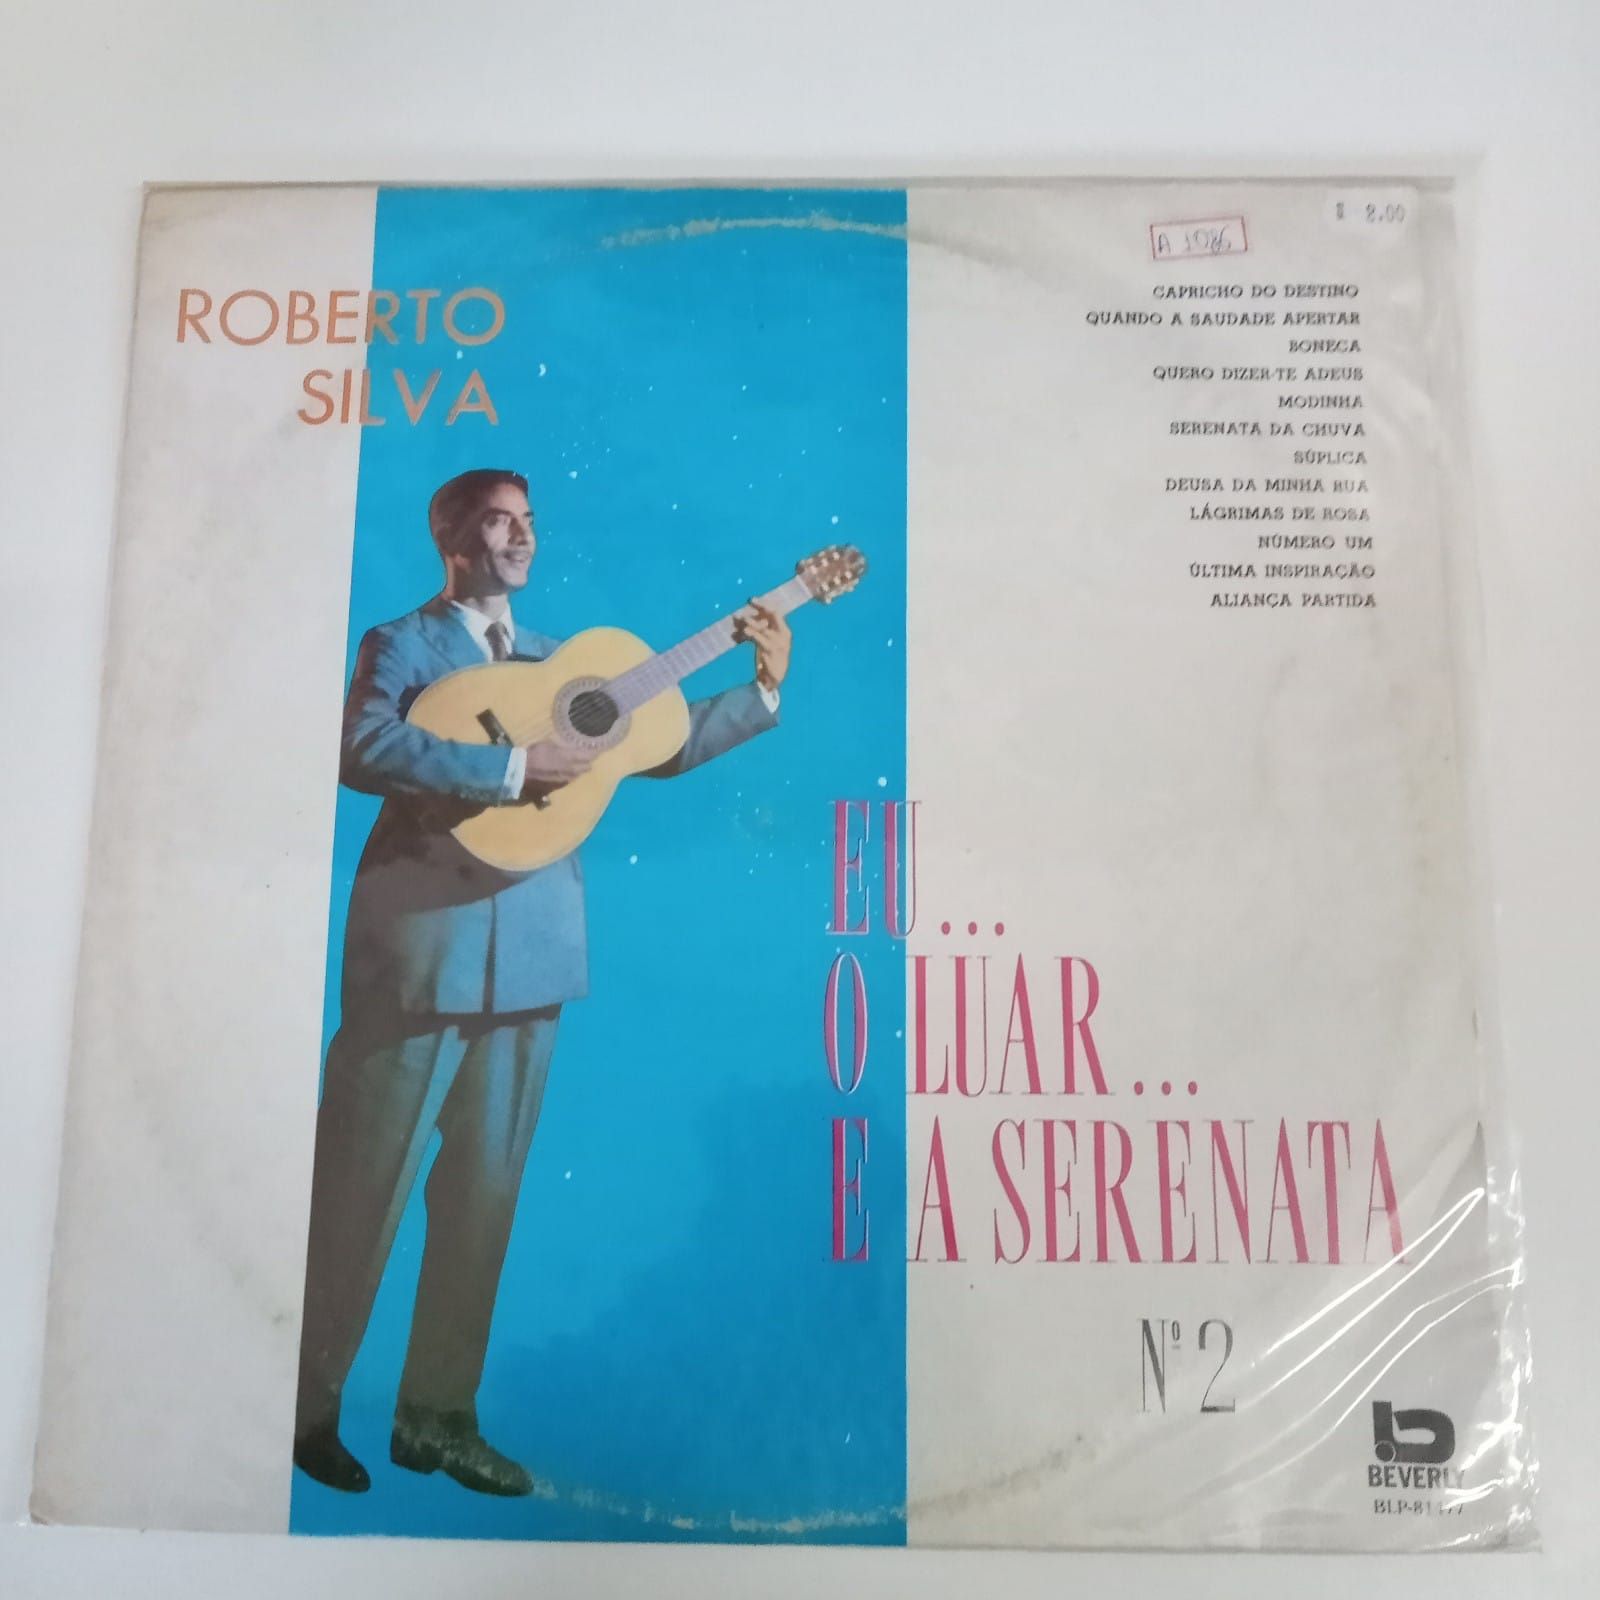 ROBERTO
SILVA
$ 2.00
A 1086
CAPRICHO DO DESTINO
QUANDO A SAUDADE APERTAR
BONECA
QUERO DIZER-TE ADEUS
MODINHA
SERENATA DA CHUVA
SÚPLICA
DEUSA DA MINHA RUA
LÁGRIMAS DE ROSA
NÚMERO UM
ÚLTIMA INSPIRAÇÃO
ALIANÇA PARTIDA
EU...
O LUAR...
E A SERENATA
Nº 2
b
BEVERLY